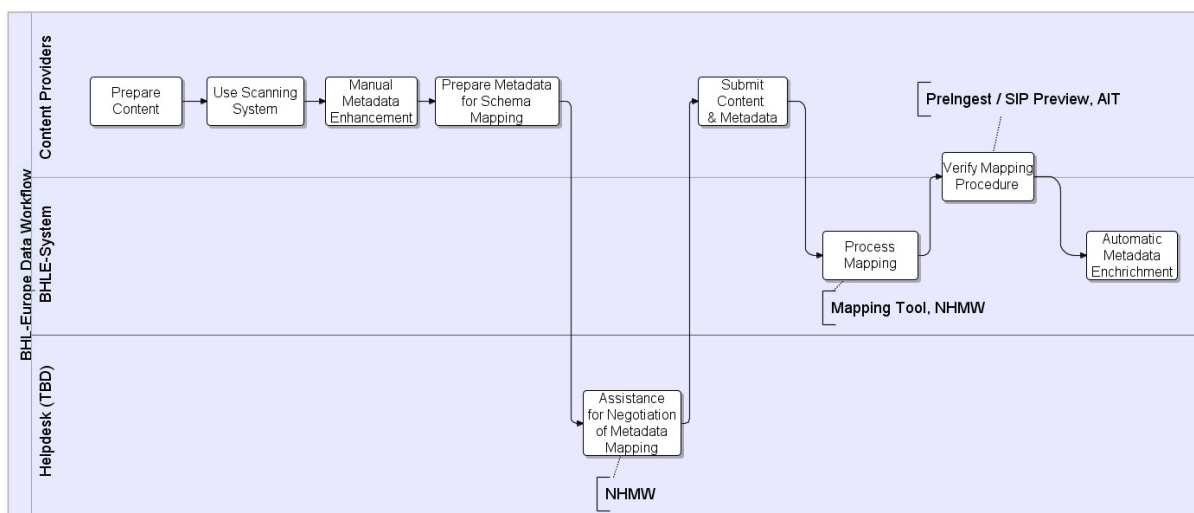 BHL-Europe Data Workflow
Content Providers
Prepare
Content
Use Scanning
System
Manual
Metadata
Enhancement
Prepare Metadata
for Schema
Mapping
Submit
Content
& Metadata
PreIngest / SIP Preview, AIT
Verify Mapping
Procedure
BHLE-System
Process
Mapping
Mapping Tool, NHMW
Automatic
Metadata
Enchrichment
Helpdesk (TBD)
Assistance
for Negotiation
of Metadata
Mapping
NHMW